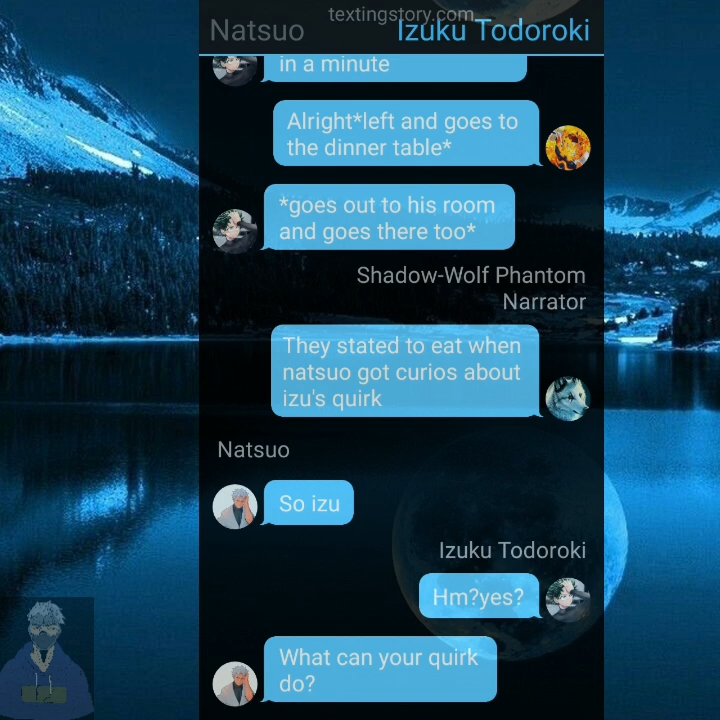 textingstory.com
Natsuo
Izuku Todoroki
in a minute
Alright*left and goes to
the dinner table*
*goes out to his room
and goes there too*
Shadow-Wolf Phantom
Narrator
They stated to eat when
natsuo got curios about
izu's quirk
Natsuo
So izu
Izuku Todoroki
Hm?yes?
What can your quirk
do?